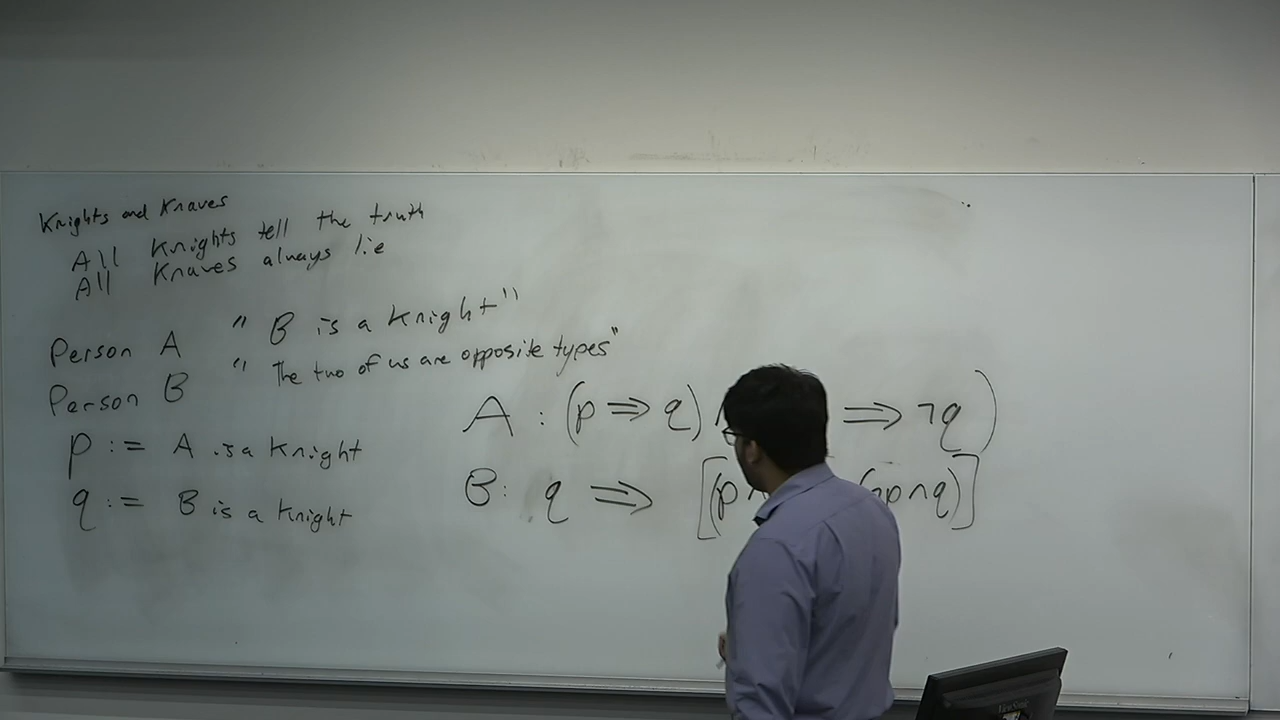 Knights and Knaves
All Knights tell the truth
All Knaves always lie
Person A " B is a Knight"
Person B " The two of us are opposite types"
p := A is a Knight
q := B is a Knight
A : (p ⇒ q) ⇒ ¬q)
B: q ⇒ [(p (¬p∧q)]